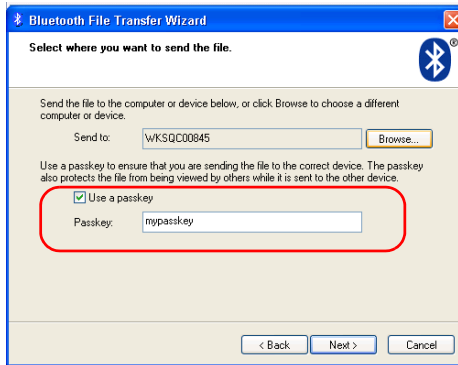 Bluetooth File Transfer Wizard
Select where you want to send the file.
®
Send the file to the computer or device below, or click Browse to choose a different
computer or device.
Send to: WKSQC00845 Browse...
Use a passkey to ensure that you are sending the file to the correct device. The passkey
also protects the file from being viewed by others while it is sent to the other device.
Use a passkey
Passkey: mypasskey
< Back Next > Cancel